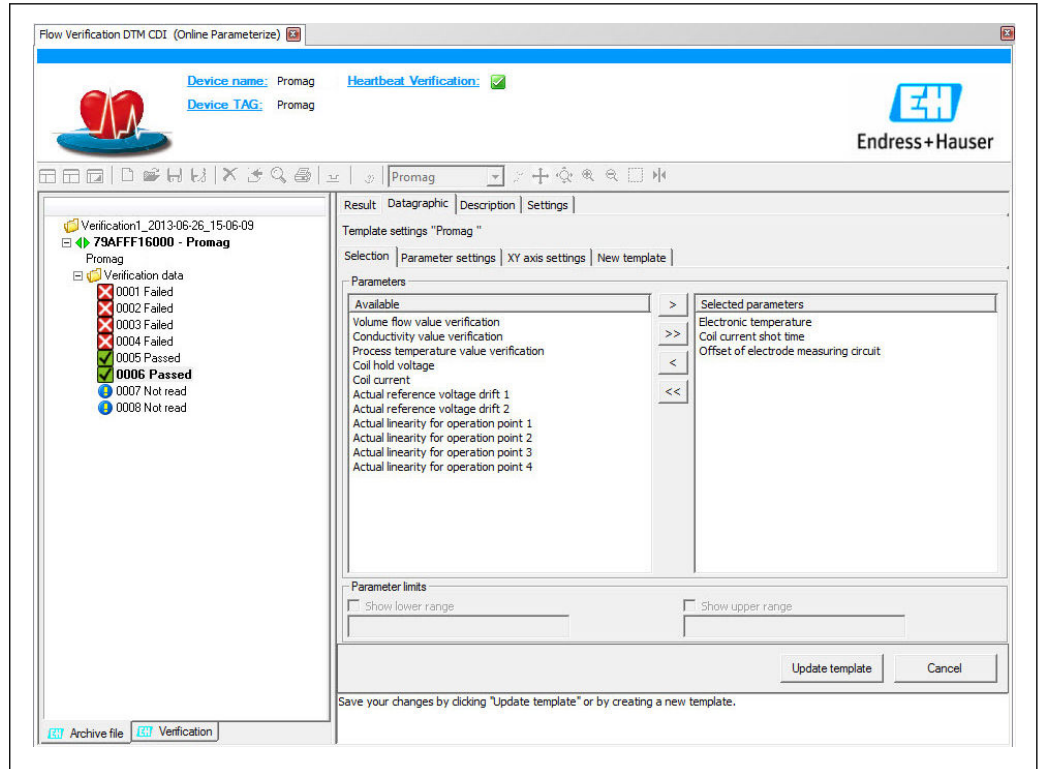 Flow Verification DTM CDI (Online Parameterize)
Device name: Promag Heartbeat Verification:
Device TAG: Promag
EH
Endress+Hauser
Promag
Result Datagraphic Description Settings
Verification1_2013-06-26_15-06-09
79AFFF16000 - Promag
Promag
Verification data
0001 Failed
0002 Failed
0003 Failed
0004 Failed
0005 Passed
0006 Passed
0007 Not read
0008 Not read
Template settings "Promag "
Selection Parameter settings XY axis settings New template
Parameters
Available
Volume flow value verification
Conductivity value verification
Process temperature value verification
Coil hold voltage
Coil current
Actual reference voltage drift 1
Actual reference voltage drift 2
Actual linearity for operation point 1
Actual linearity for operation point 2
Actual linearity for operation point 3
Actual linearity for operation point 4
>
>>
<
<<
Selected parameters
Electronic temperature
Coil current shot time
Offset of electrode measuring circuit
Parameter limits
Show lower range Show upper range
Update template Cancel
Save your changes by clicking "Update template" or by creating a new template.
EH Archive file EH Verification